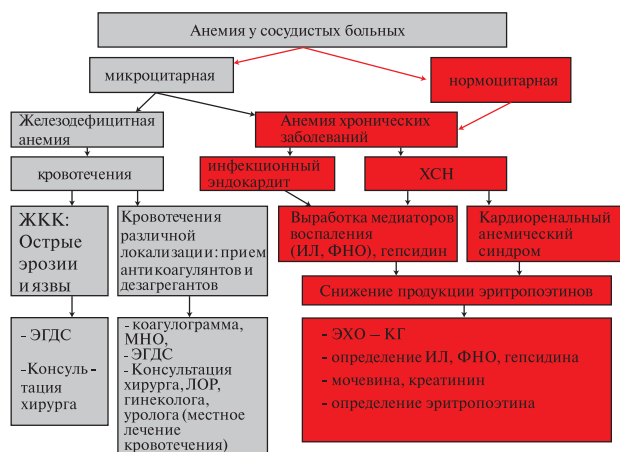 Анемия у сосудистых больных
микроцитарная
нормоцитарная
Железодефицитная
анемия
Анемия хронических
заболеваний
кровотечения
инфекционный
эндокардит
ХСН
ЖКК:
Острые
эрозии
и язвы
Кровотечения
различной
локализации: прием
антикоагулянтов и
дезагрегантов
Выработка медиаторов
воспаления
(ИЛ, ФНО), гепсидин
Кардиоренальный
анемический
синдром
Снижение продукции эритропоэтинов
- ЭГДС
-Консуль-
тация
хирурга
- коагулограмма,
МНО,
- ЭГДС
- Консультация
хирурга, ЛОР,
гинеколога,
уролога (местное
лечение
кровотечения)
- ЭХО – КГ
- определение ИЛ, ФНО, гепсидина
- мочевина, креатинин
- определение эритропоэтина